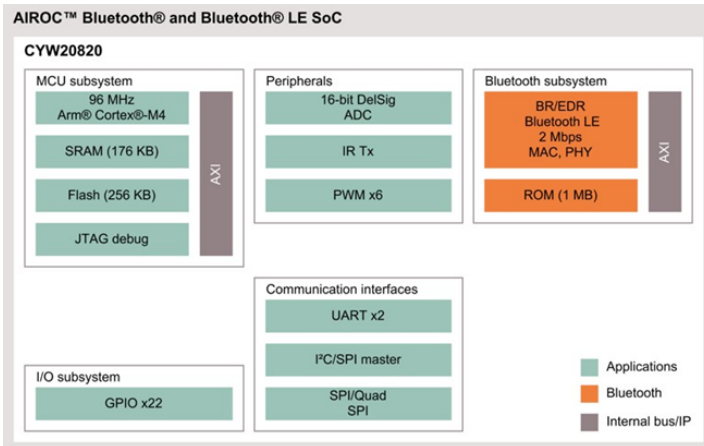 AIROC™ Bluetooth® and Bluetooth® LE SoC
CYW20820
MCU subsystem
96 MHz
Arm® Cortex®-M4
SRAM (176 KB)
Flash (256 KB)
JTAG debug
AXI
Peripherals
16-bit DelSig
ADC
IR Tx
PWM x6
Bluetooth subsystem
BR/EDR
Bluetooth LE
2 Mbps
MAC, PHY
ROM (1 MB)
AXI
Communication interfaces
UART x2
I²C/SPI master
SPI/Quad
SPI
I/O subsystem
GPIO x22
Applications
Bluetooth
Internal bus/IP